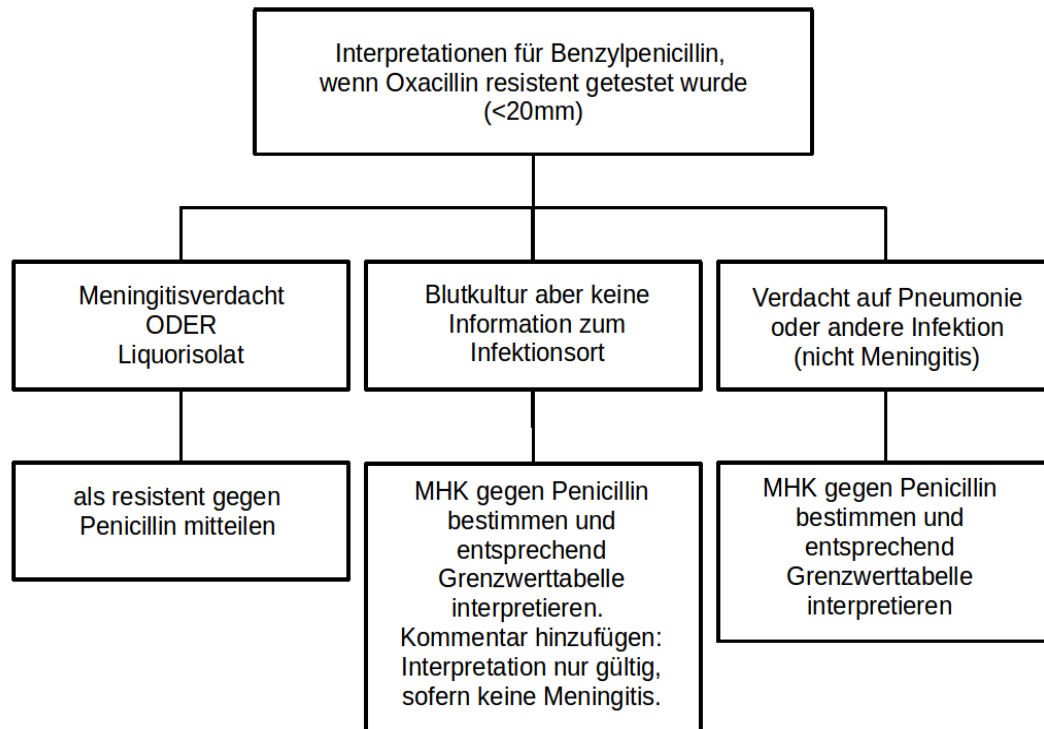 Interpretationen für Benzylpenicillin,
wenn Oxacillin resistent getestet wurde
(<20mm)
Meningitisverdacht
ODER
Liquorisolat
Blutkultur aber keine
Information zum
Infektionsort
Verdacht auf Pneumonie
oder andere Infektion
(nicht Meningitis)
als resistent gegen
Penicillin mitteilen
MHK gegen Penicillin
bestimmen und
entsprechend
Grenzwerttabelle
interpretieren.
Kommentar hinzufügen:
Interpretation nur gültig,
sofern keine Meningitis.
MHK gegen Penicillin
bestimmen und
entsprechend
Grenzwerttabelle
interpretieren